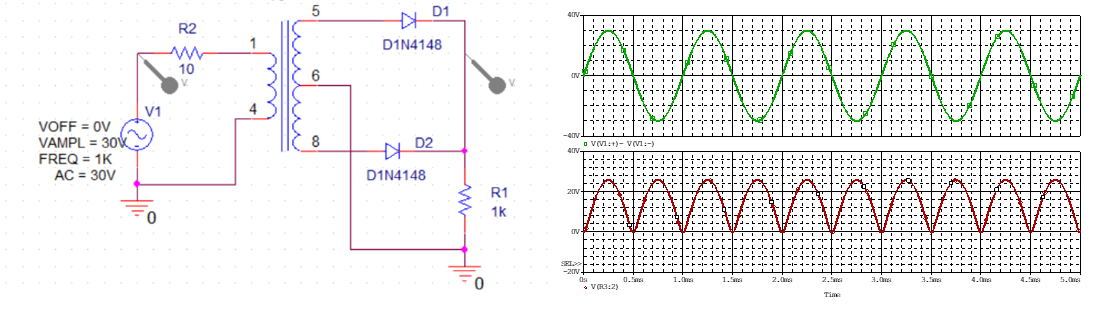 R2
10
1
4
V
V1
VOFF = 0V
VAMPL = 30V
FREQ = 1K
AC = 30V
0
5
6
8
D1
D1N4148
V
D2
D1N4148
R1
1k
0
40V
0V
-40V
V(V1:+)- V(V1:-)
40V
20V
0V
SEL>>
-20V
0s 0.5ms 1.0ms 1.5ms 2.0ms 2.5ms 3.0ms 3.5ms 4.0ms 4.5ms 5.0ms
V(R3:2)
Time